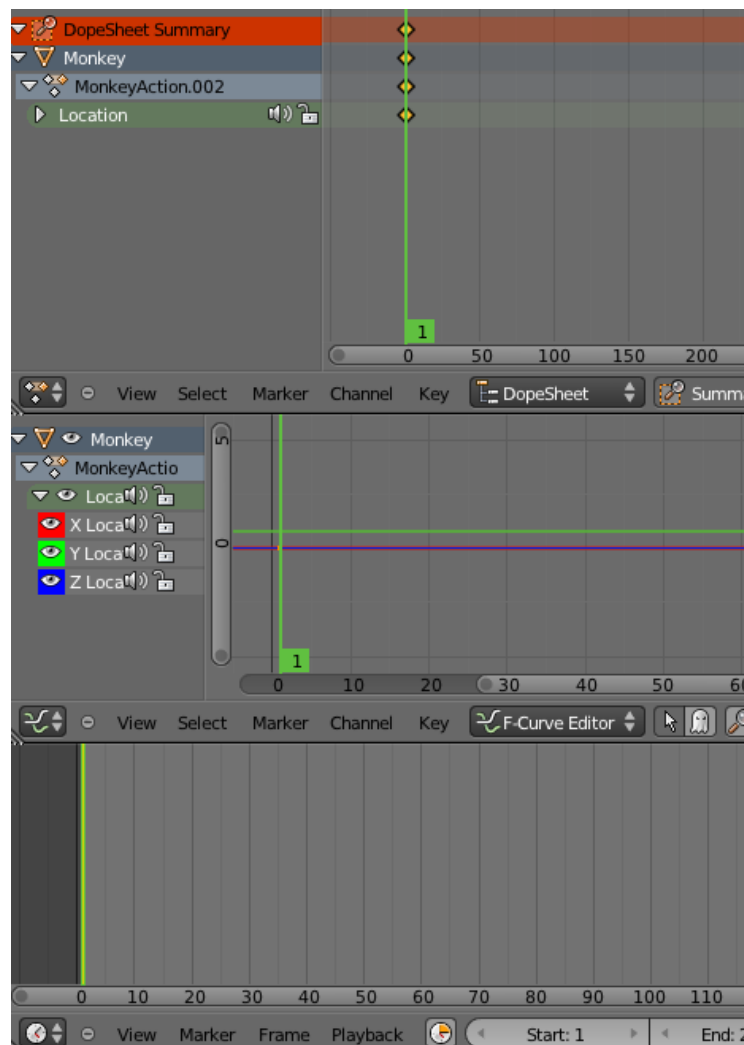 DopeSheet Summary
Monkey
MonkeyAction.002
Location
1
0 50 100 150 200
View Select Marker Channel Key DopeSheet Summa
Monkey
MonkeyActio
Loca
X Loca
Y Loca
Z Loca
5
0
1
0 10 20 30 40 50 60
View Select Marker Channel Key F-Curve Editor
0 10 20 30 40 50 60 70 80 90 100 110
View Marker Frame Playback Start: 1 End: 2